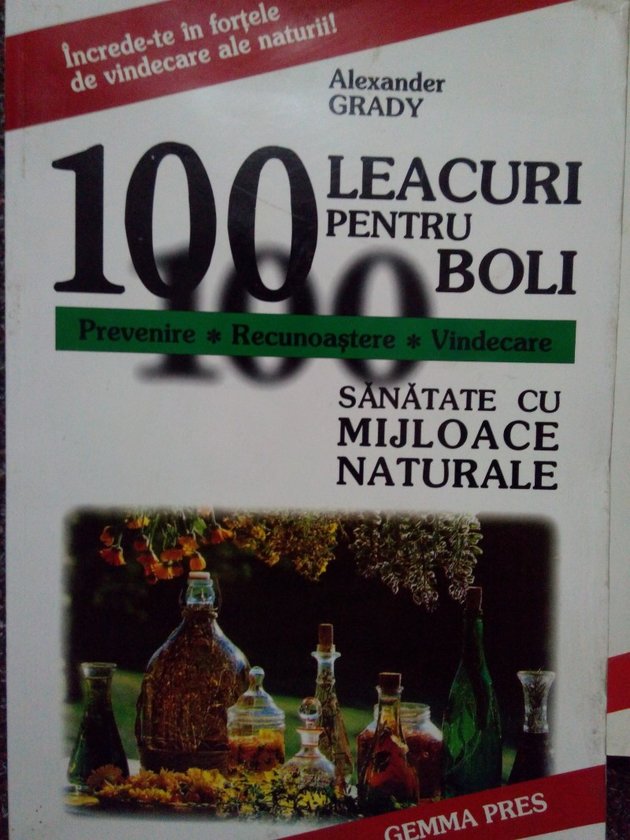 Încrede-te în forțele
de vindecare ale naturii!
Alexander
GRADY
100 LEACURI
PENTRU
100 BOLI
Prevenire * Recunoaștere * Vindecare
SĂNĂTATE CU
MIJLOACE
NATURALE
GEMMA PRES